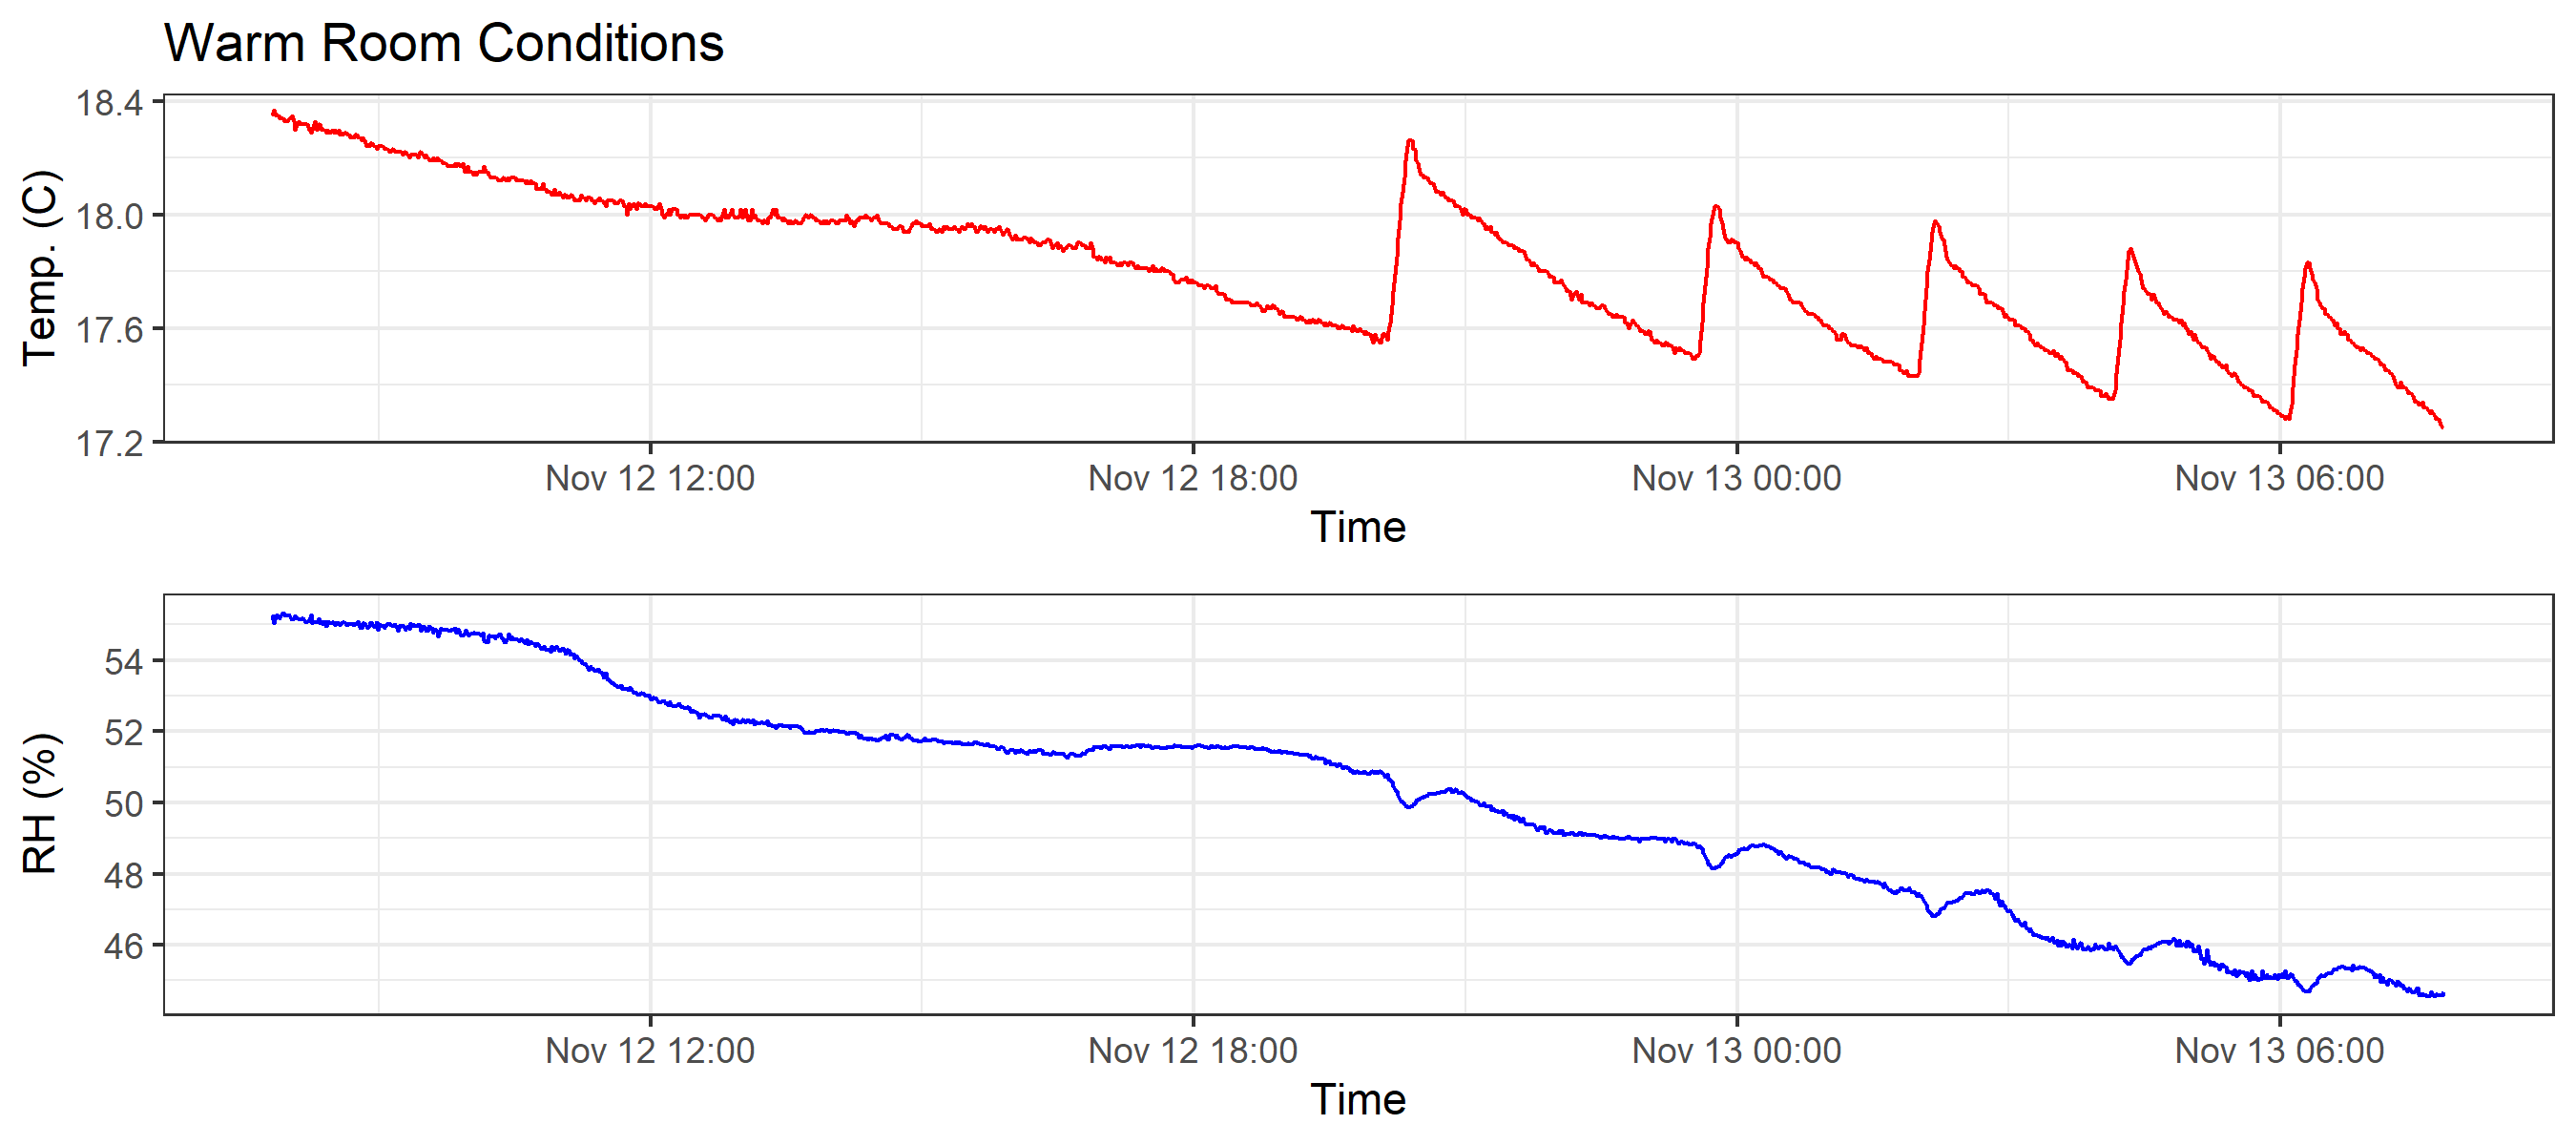 Warm Room Conditions
Temp. (C)
18.4
18.0
17.6
17.2
Nov 12 12:00 Nov 12 18:00 Nov 13 00:00 Nov 13 06:00
Time
RH (%)
54
52
50
48
46
Nov 12 12:00 Nov 12 18:00 Nov 13 00:00 Nov 13 06:00
Time